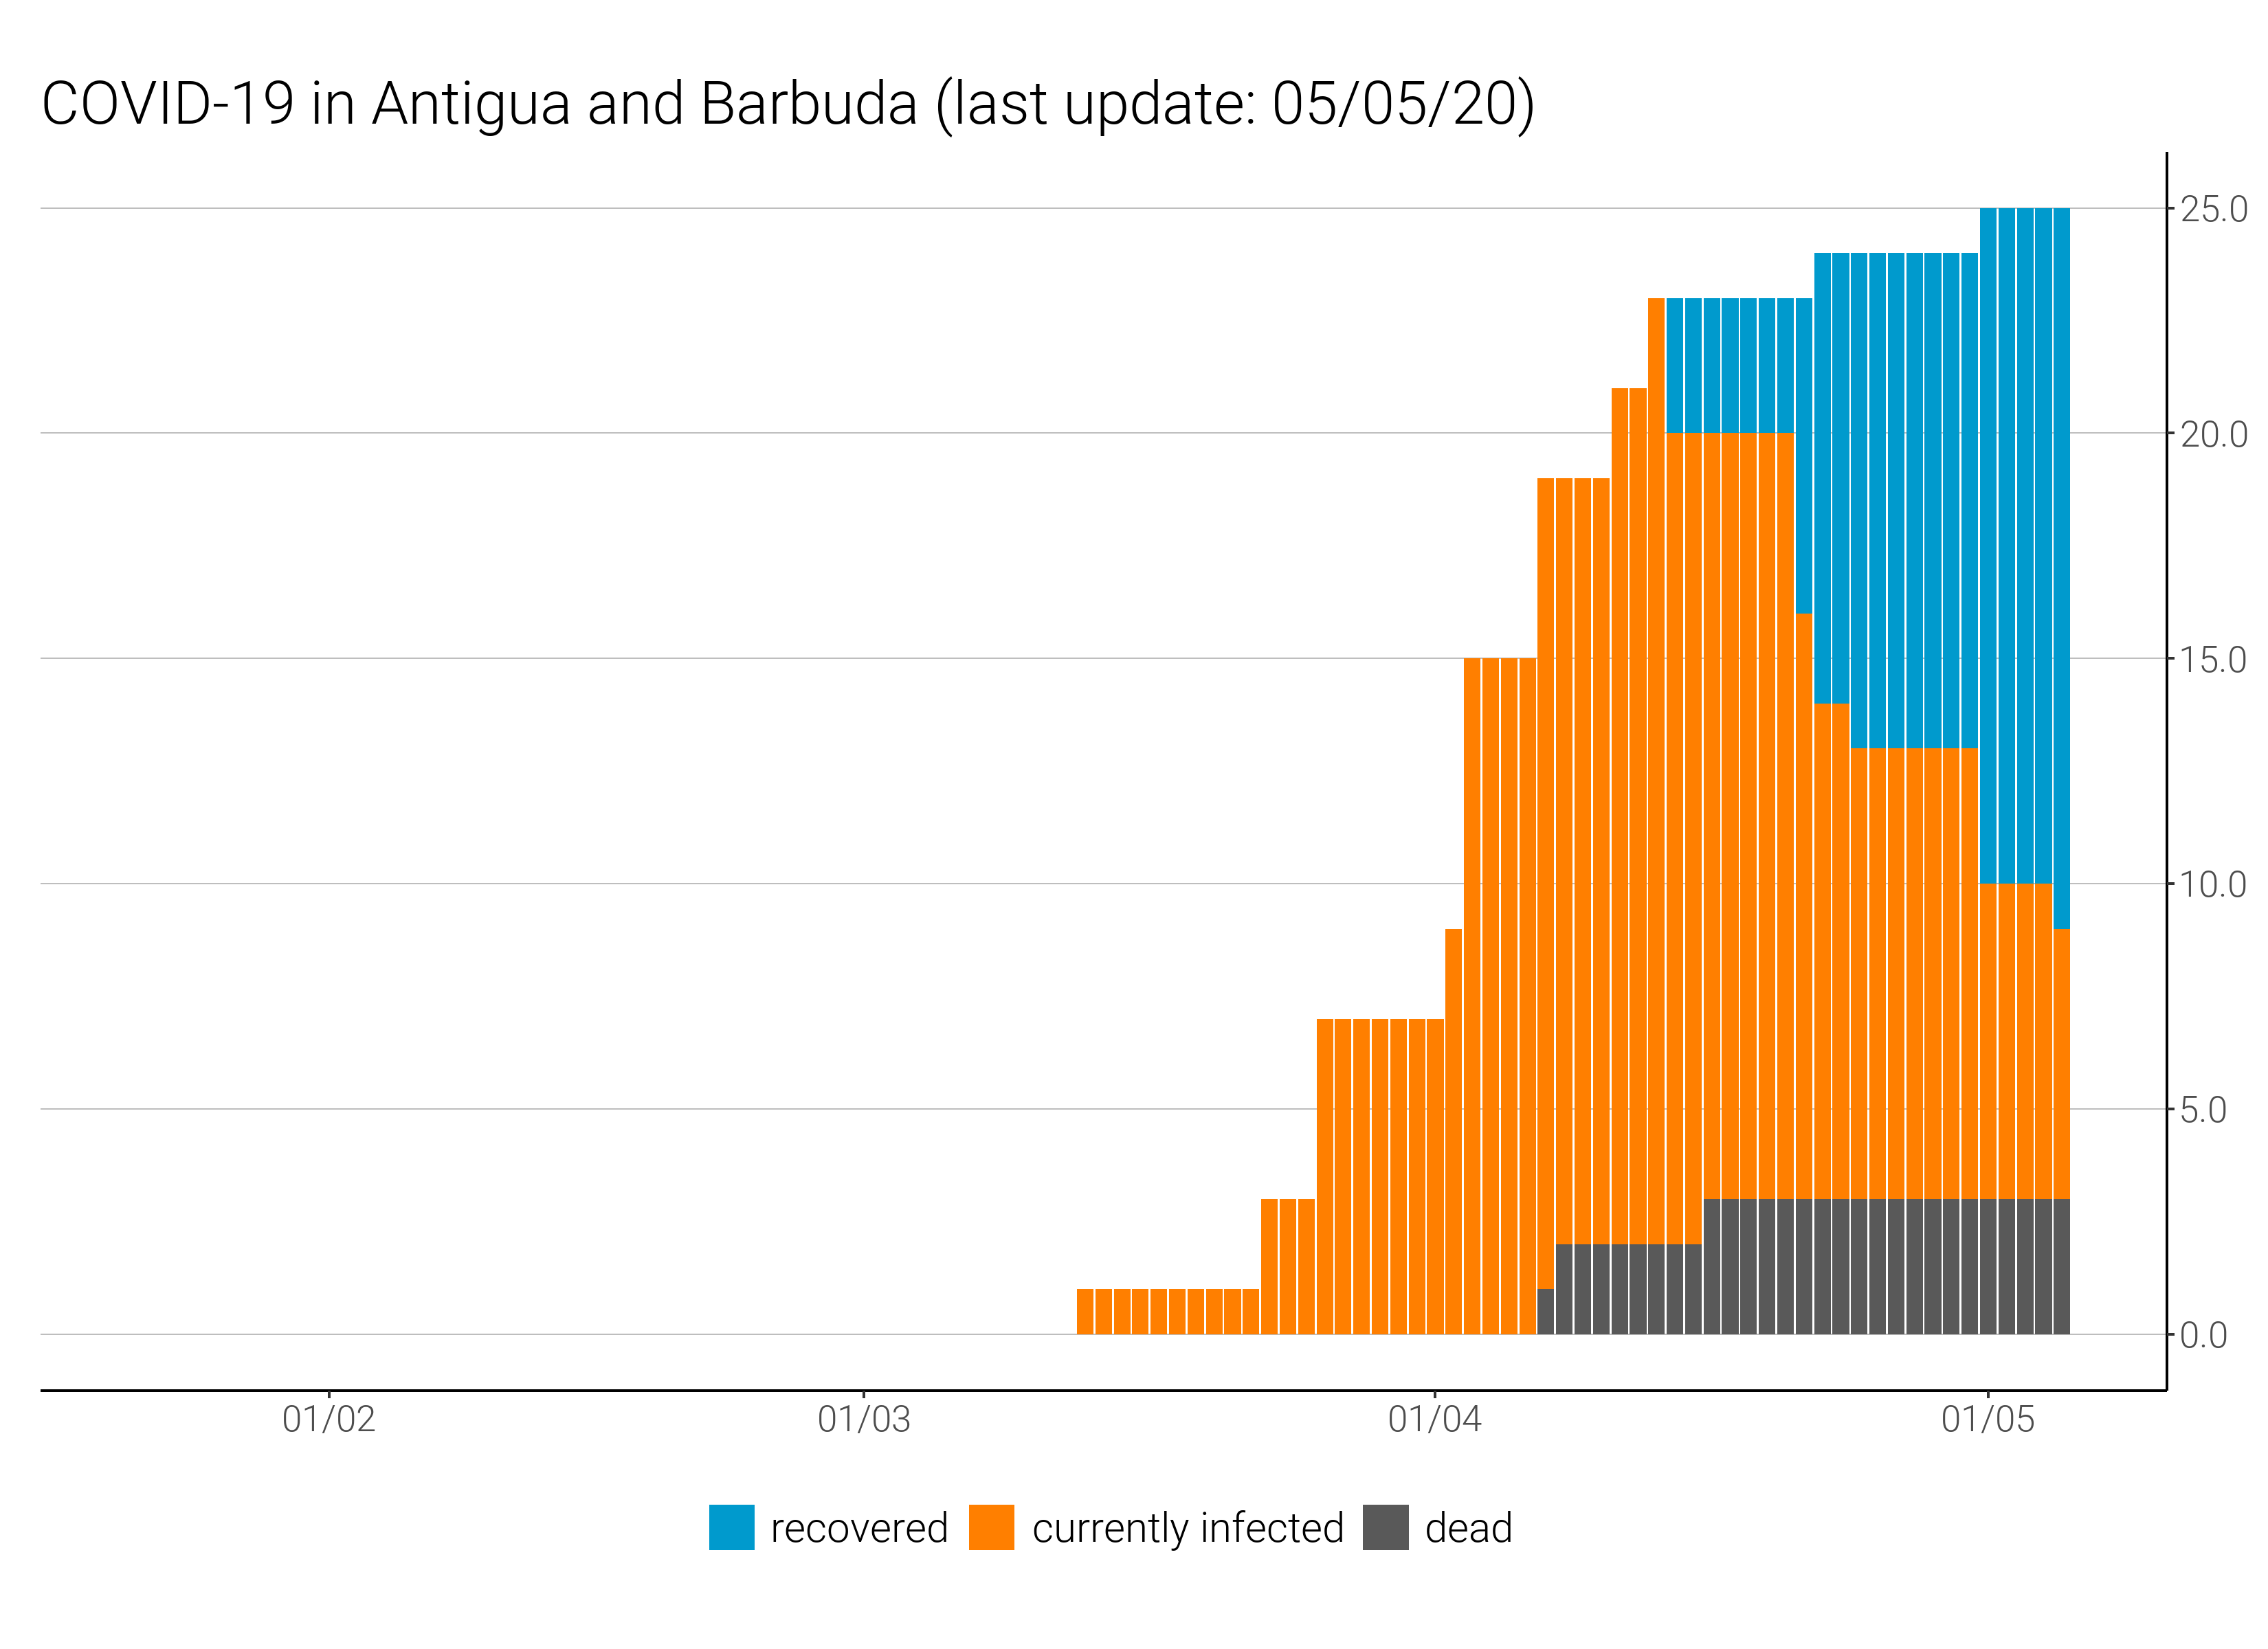 COVID-19 in Antigua and Barbuda (last update: 05/05/20)
25.0
20.0
15.0
10.0
5.0
0.0
01/02 01/03 01/04 01/05
recovered currently infected dead